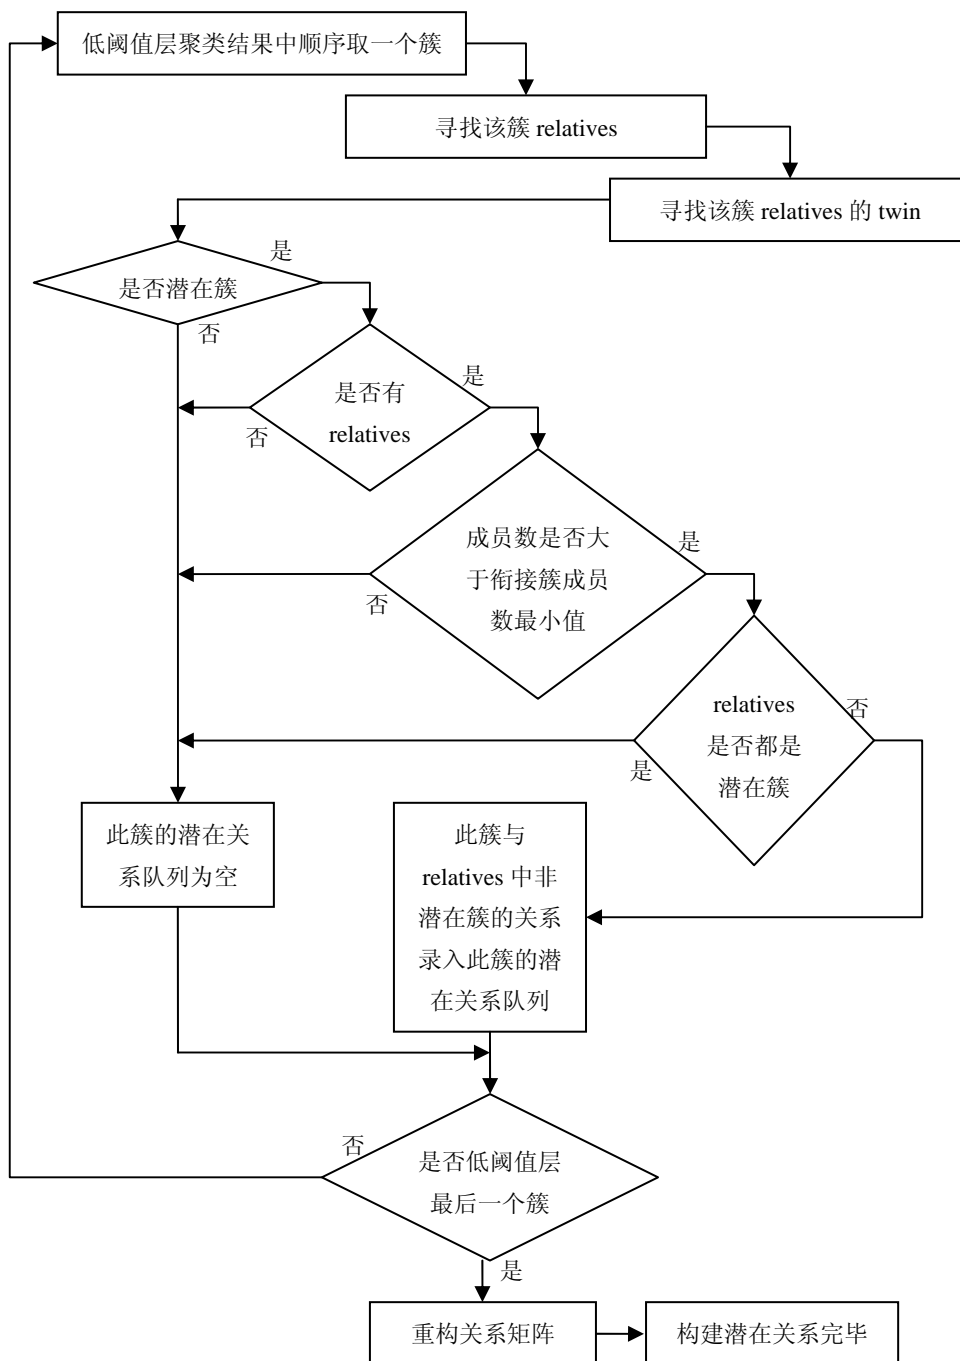 低阈值层聚类结果中顺序取一个簇
寻找该簇 relatives
寻找该簇 relatives 的 twin
是
是否潜在簇
否
是
是否有
relatives
否
是
成员数是否大
于衔接簇成员
数最小值
否
relatives
是否都是
潜在簇
否
是
此簇的潜在关
系队列为空
此簇与
relatives 中非
潜在簇的关系
录入此簇的潜
在关系队列
否
是否低阈值层
最后一个簇
是
重构关系矩阵
构建潜在关系完毕